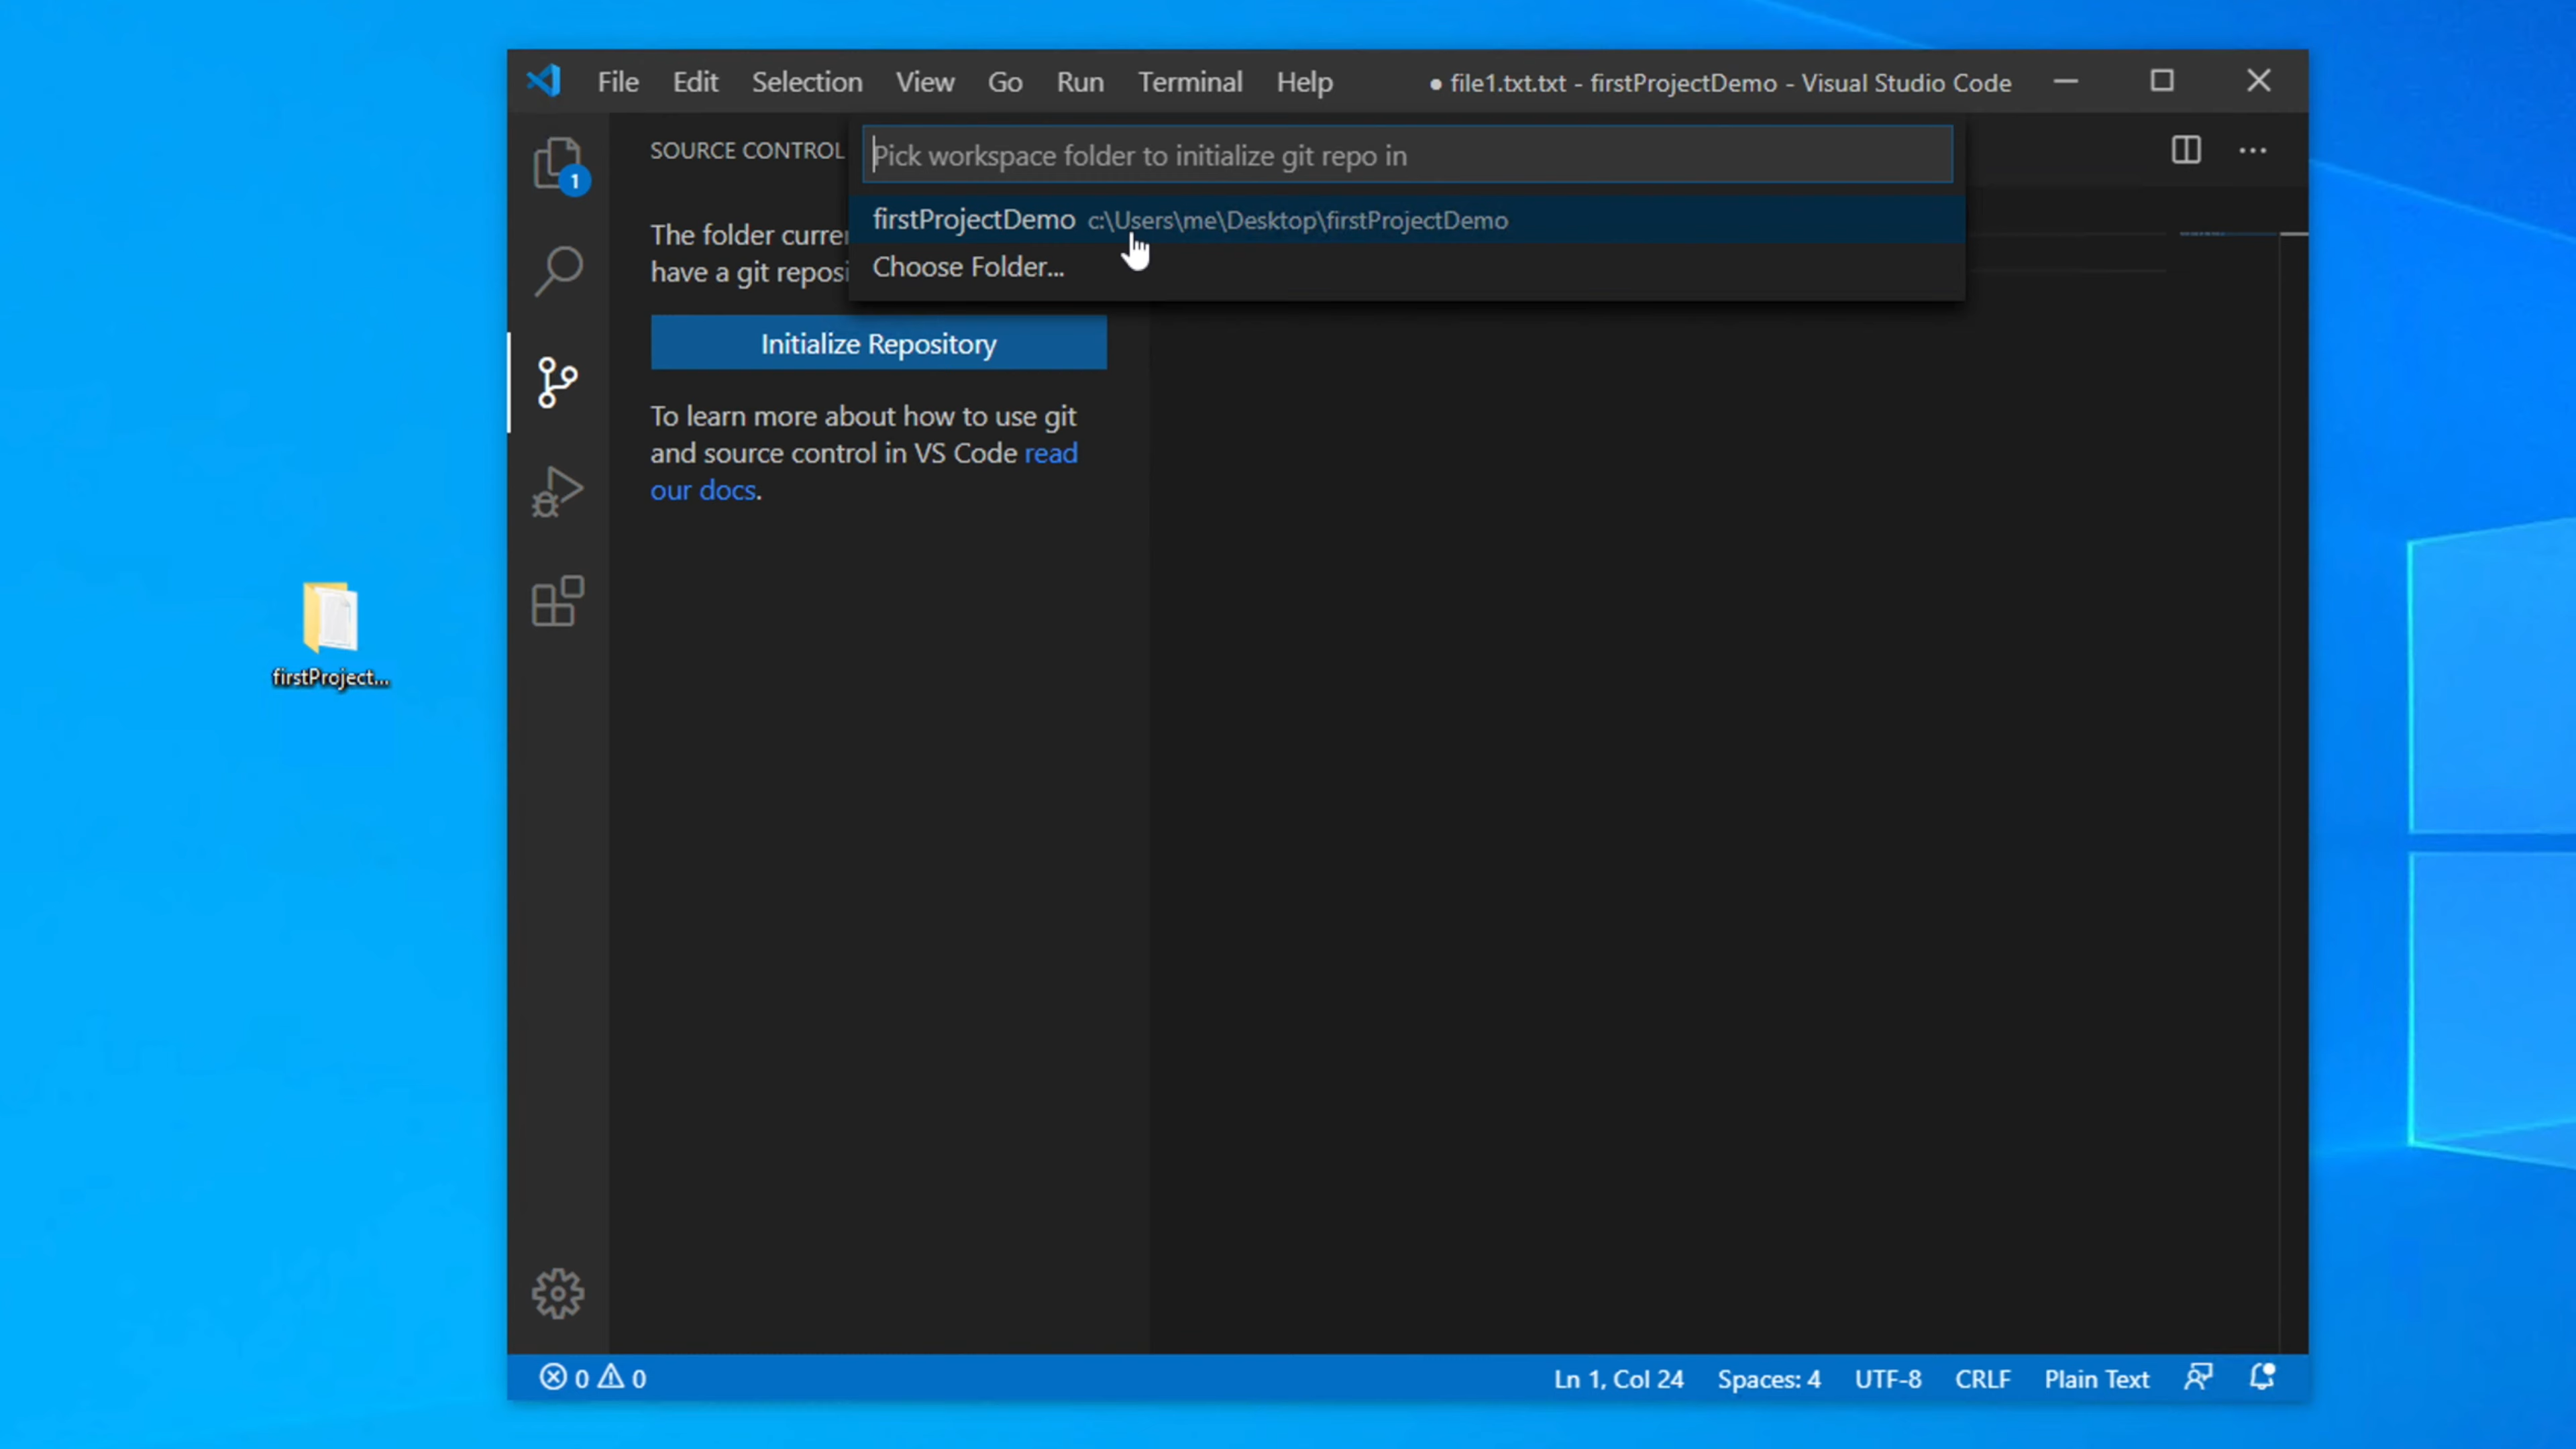 File Edit Selection View Go Run Terminal Help ● file1.txt.txt - firstProjectDemo - Visual Studio Code
1
SOURCE CONTROL
Pick workspace folder to initialize git repo in
firstProjectDemo c:\Users\me\Desktop\firstProjectDemo
Choose Folder...
The folder curre
have a git reposi
Initialize Repository
To learn more about how to use git
and source control in VS Code read
our docs.
firstProject...
0 0 Ln 1, Col 24 Spaces: 4 UTF-8 CRLF Plain Text